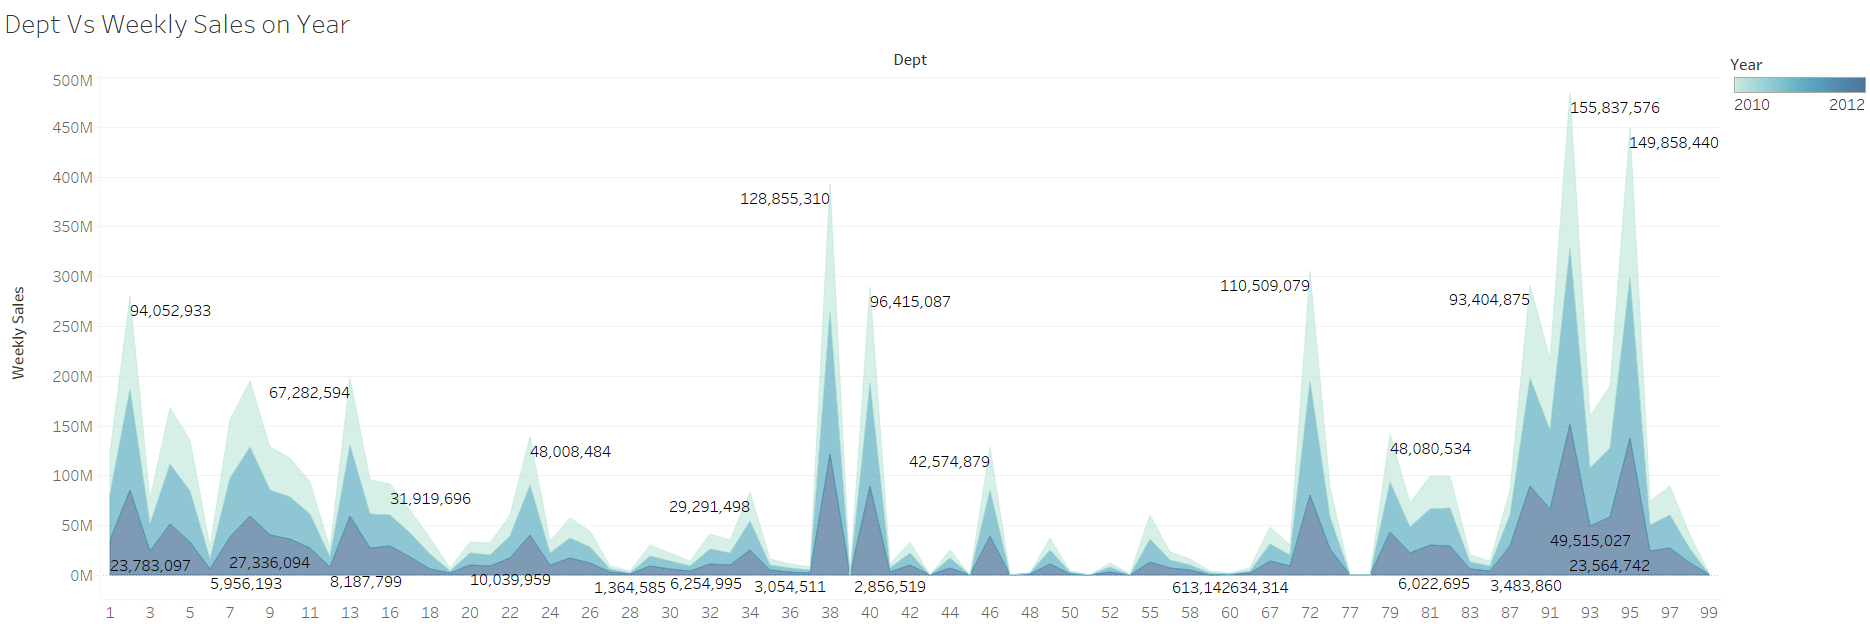 Dept Vs Weekly Sales on Year
Dept
Year
2010 2012
Weekly Sales
500M
450M
400M
350M
300M
250M
200M
150M
100M
50M
0M
155,837,576
149,858,440
128,855,310
110,509,079
93,404,875
96,415,087
94,052,933
67,282,594
48,080,534
48,008,484
42,574,879
31,919,696
29,291,498
49,515,027
27,336,094
23,783,097
23,564,742
5,956,193
8,187,799
10,039,959
1,364,585
6,254,995
3,054,511
2,856,519
613,142
634,314
6,022,695
3,483,860
1 3 5 7 9 11 13 16 18 20 22 24 26 28 30 32 34 36 38 40 42 44 46 48 50 52 55 58 60 67 72 77 79 81 83 87 91 93 95 97 99